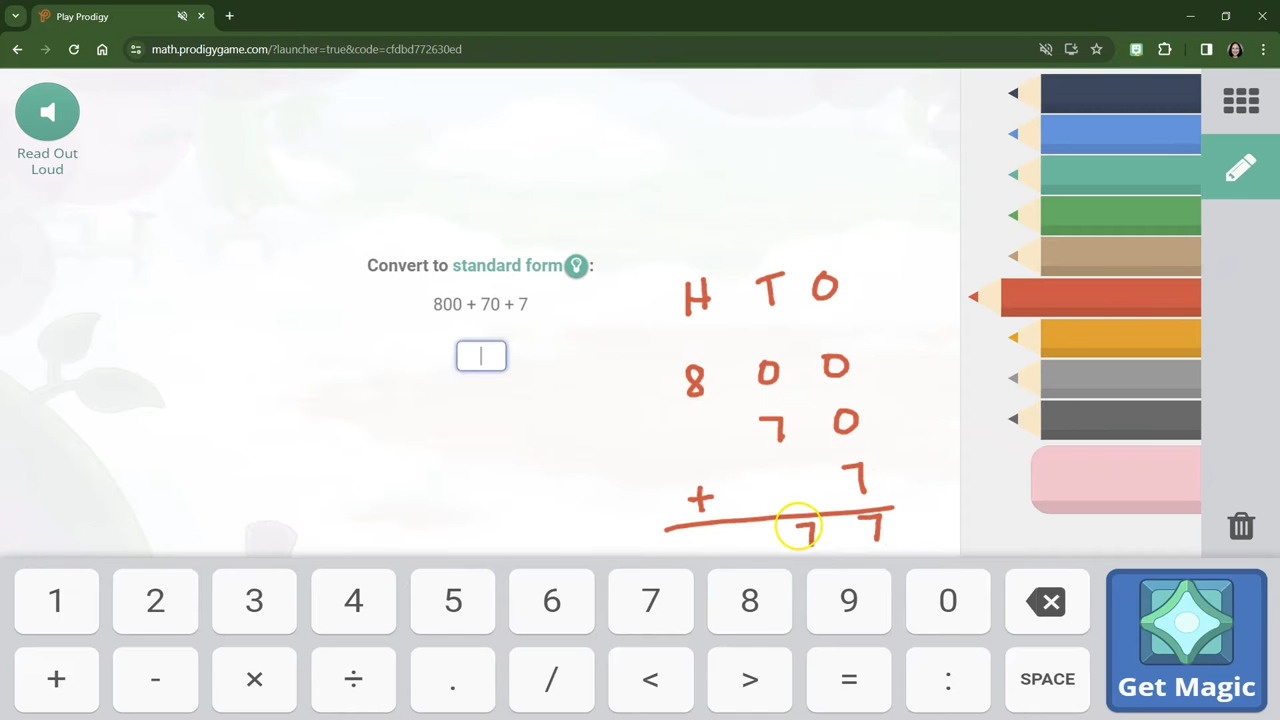 Play Prodigy
math.prodigygame.com/?launcher=true&code=cfdbd772630ed
Read Out
Loud
Convert to standard form :
800 + 70 + 7
H T O
8 0 0
7 0
+ 7
7 7
1 2 3 4 5 6 7 8 9 0
+ - × ÷ . / < > = : SPACE
Get Magic